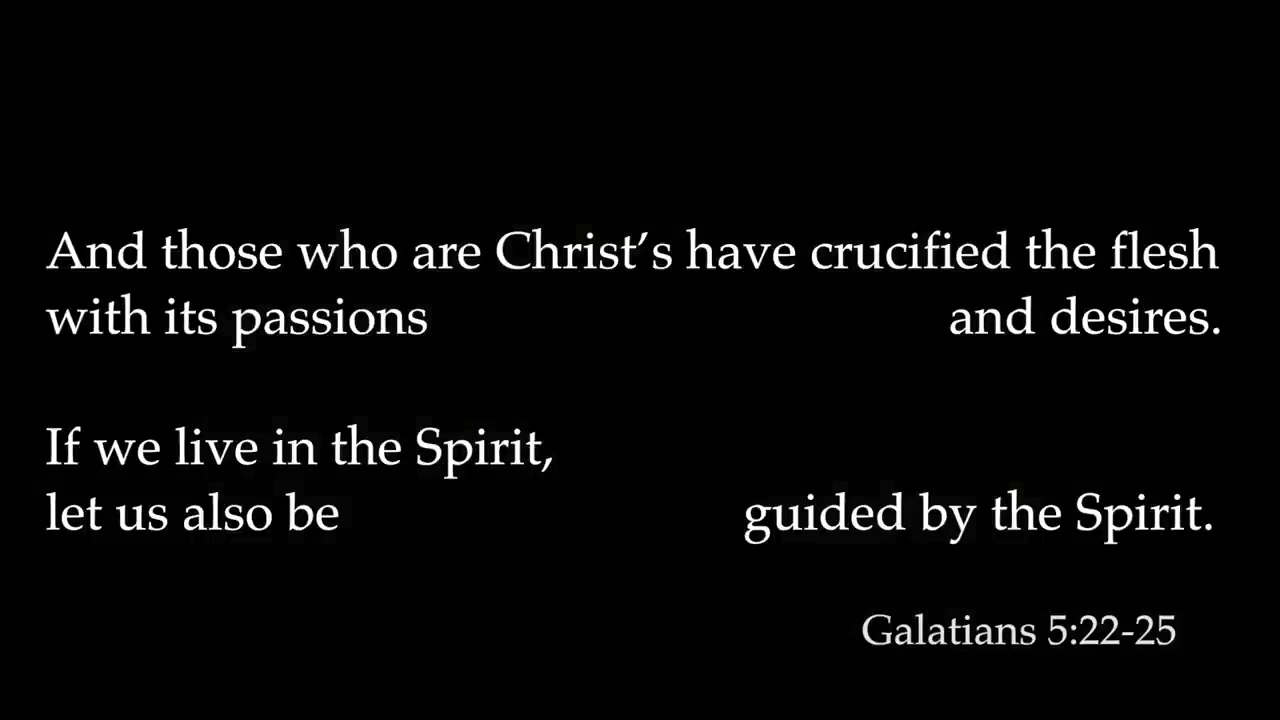 And those who are Christ’s have crucified the flesh
with its passions and desires.
If we live in the Spirit,
let us also be guided by the Spirit.
Galatians 5:22-25